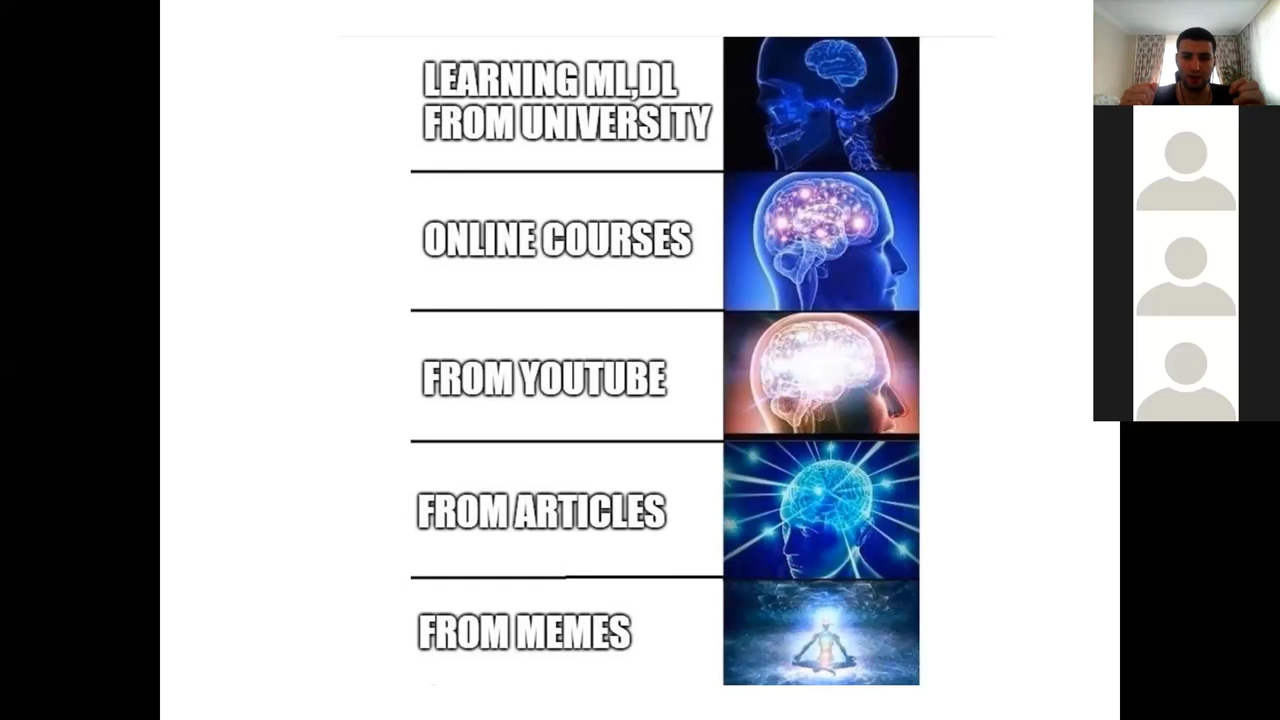 LEARNING ML,DL
FROM UNIVERSITY
ONLINE COURSES
FROM YOUTUBE
FROM ARTICLES
FROM MEMES